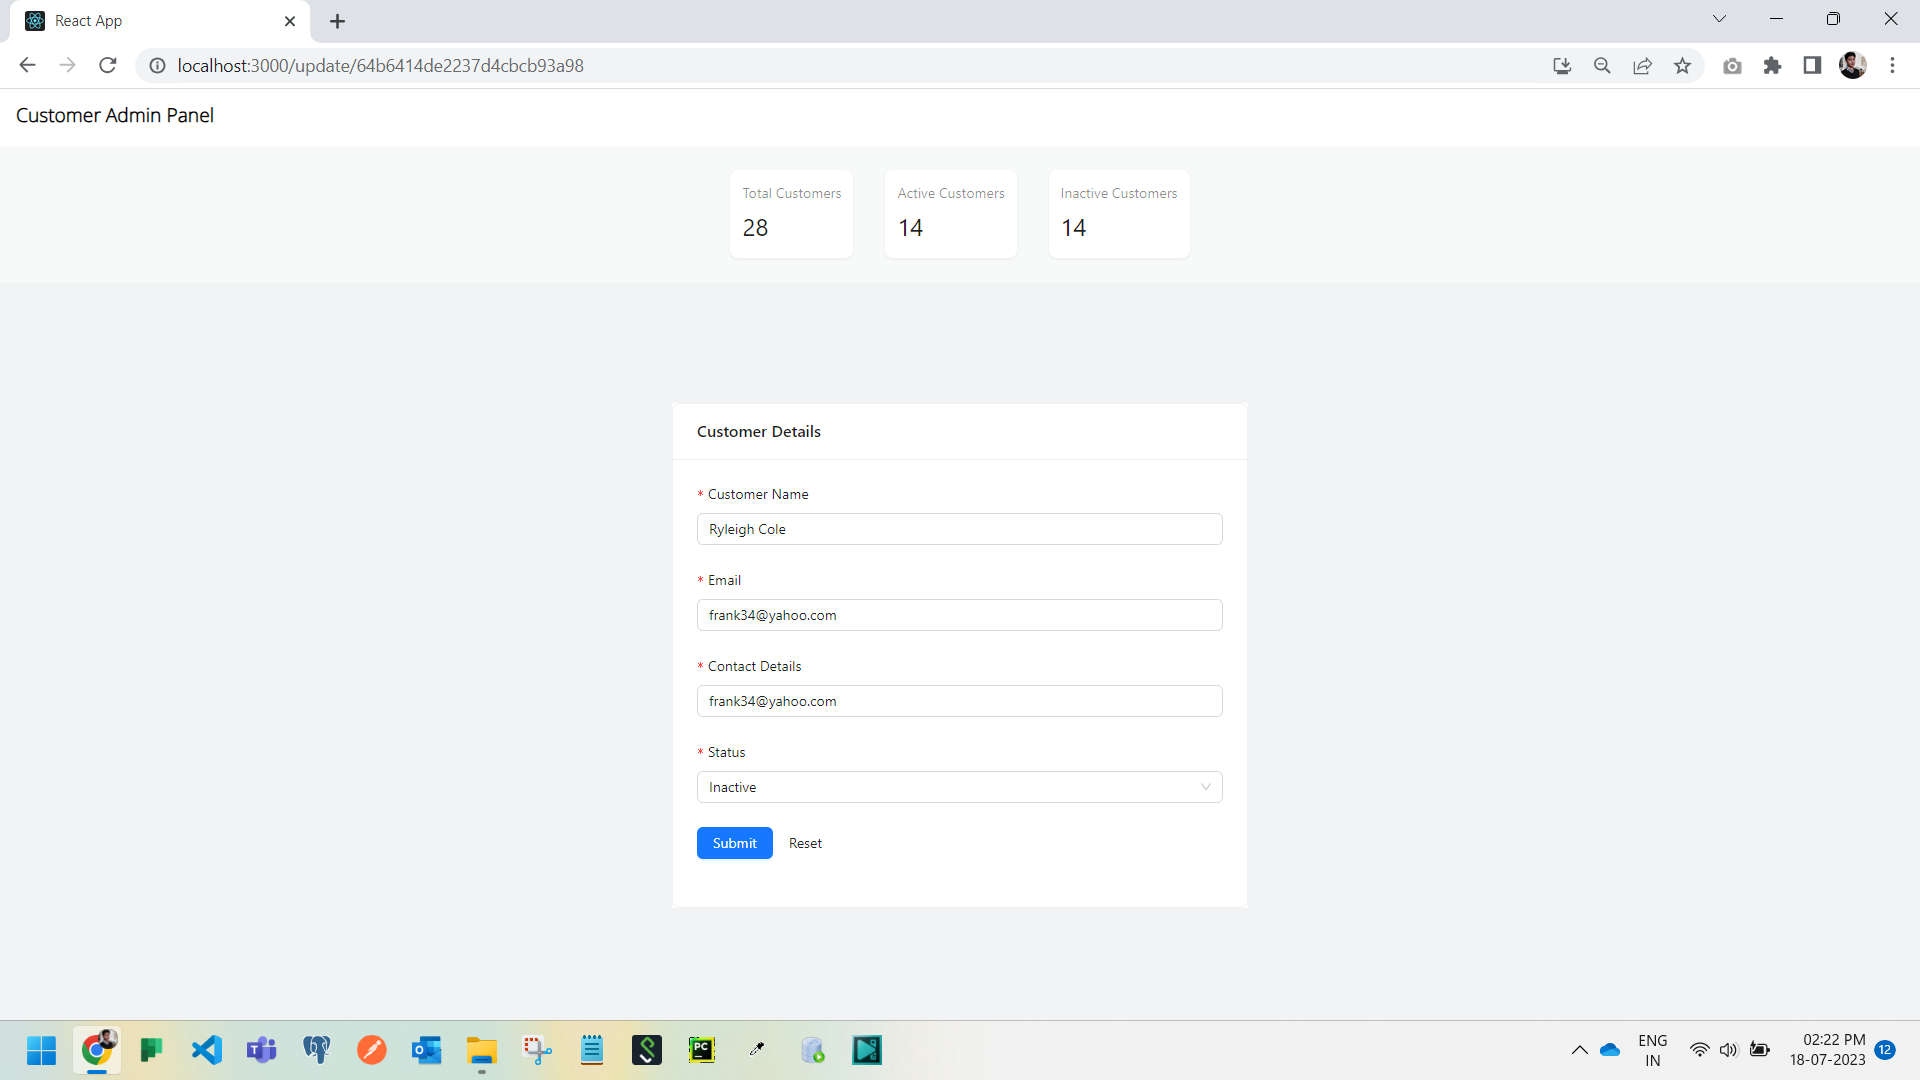 React App
localhost:3000/update/64b6414de2237d4cbcb93a98
Customer Admin Panel
Total Customers
28
Active Customers
14
Inactive Customers
14
Customer Details
* Customer Name
Ryleigh Cole
* Email
frank34@yahoo.com
* Contact Details
frank34@yahoo.com
* Status
Inactive
Submit
Reset
PC
ENG
IN
02:22 PM
18-07-2023
12